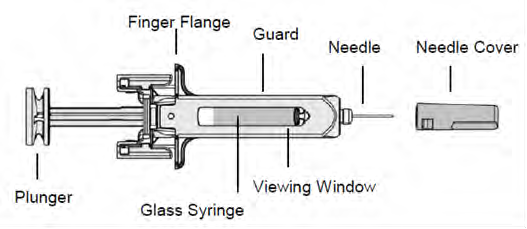 Finger Flange
Guard
Needle
Needle Cover
Plunger
Glass Syringe
Viewing Window